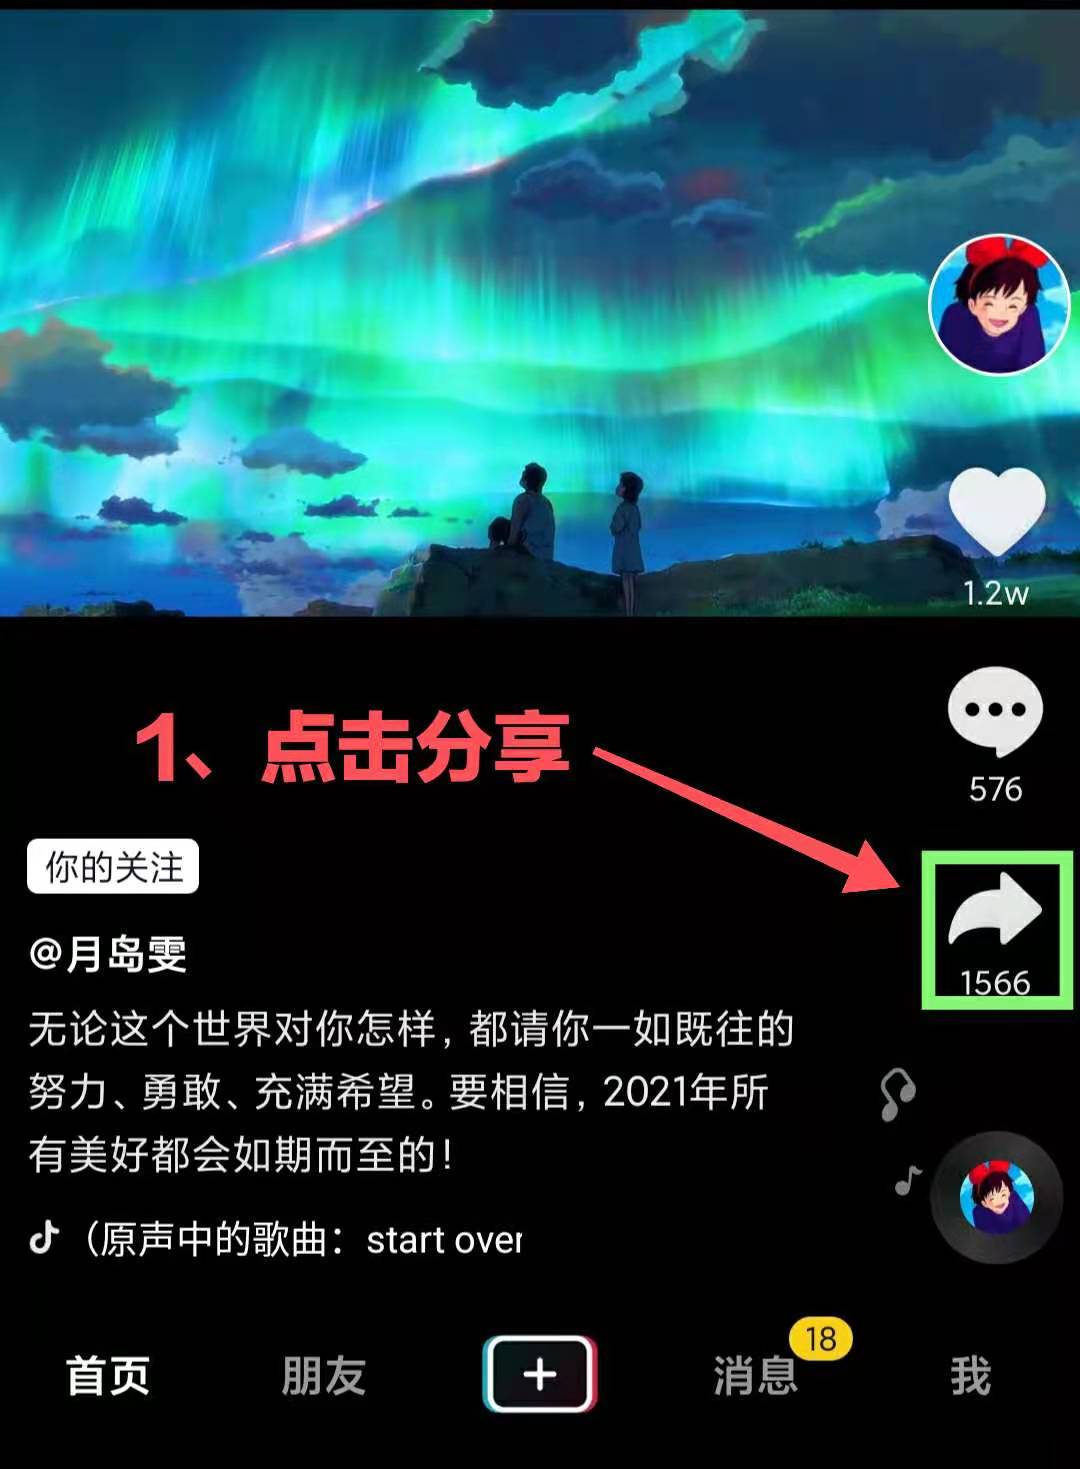 1.2w
576
1、点击分享
你的关注
1566
@月岛雯
无论这个世界对你怎样，都请你一如既往的
努力、勇敢、充满希望。要相信，2021年所
有美好都会如期而至的！
（原声中的歌曲：start over
首页
朋友
消息
18
我